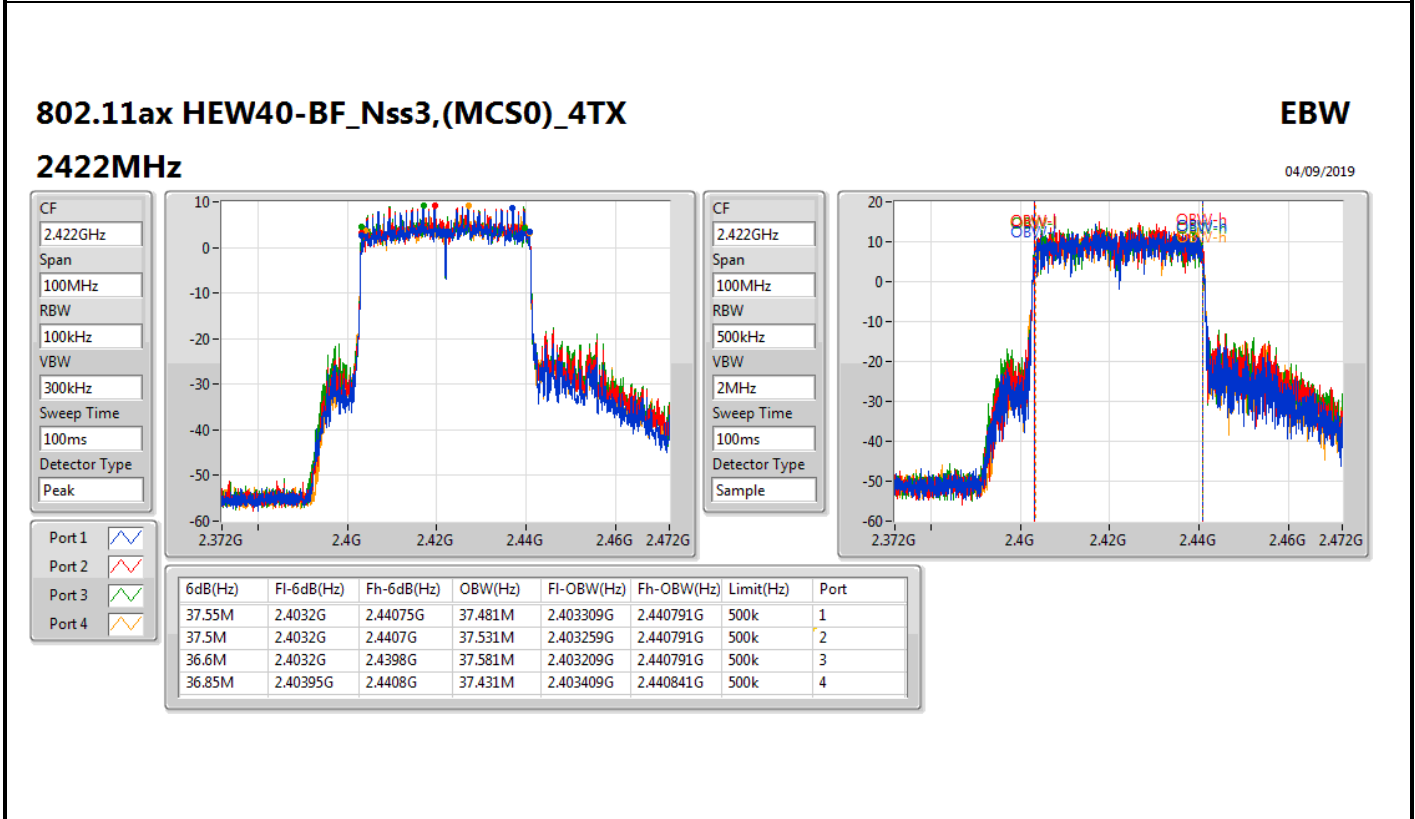 802.11ax HEW40-BF_Nss3,(MCS0)_4TX
EBW
2422MHz
04/09/2019
CF
2.422GHz
Span
100MHz
RBW
100kHz
VBW
300kHz
Sweep Time
100ms
Detector Type
Peak
10
0
-10
-20
-30
-40
-50
-60
2.372G 2.4G 2.42G 2.44G 2.46G 2.472G
CF
2.422GHz
Span
100MHz
RBW
500kHz
VBW
2MHz
Sweep Time
100ms
Detector Type
Sample
20
10
0
-10
-20
-30
-40
-50
-60
OBW-l
OBW-h
OBW-h
OBW-h
2.372G 2.4G 2.42G 2.44G 2.46G 2.472G
Port 1
Port 2
Port 3
Port 4
6dB(Hz) Fl-6dB(Hz) Fh-6dB(Hz) OBW(Hz) Fl-OBW(Hz) Fh-OBW(Hz) Limit(Hz) Port
37.55M 2.4032G 2.44075G 37.481M 2.403309G 2.440791G 500k 1
37.5M 2.4032G 2.4407G 37.531M 2.403259G 2.440791G 500k 2
36.6M 2.4032G 2.4398G 37.581M 2.403209G 2.440791G 500k 3
36.85M 2.40395G 2.4408G 37.431M 2.403409G 2.440841G 500k 4